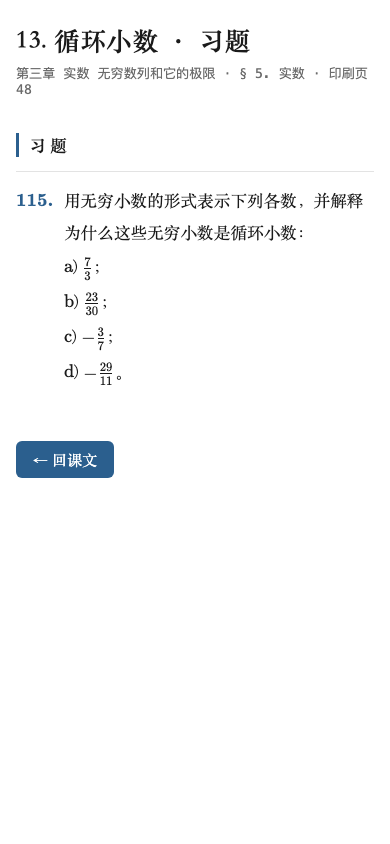 13. 循环小数 · 习题
第三章 实数 无穷数列和它的极限 · § 5. 实数 · 印刷页
48
习 题
115. 用无穷小数的形式表示下列各数，并解释
为什么这些无穷小数是循环小数：
a) 7/3；
b) 23/30；
c) −3/7；
d) −29/11。
← 回课文